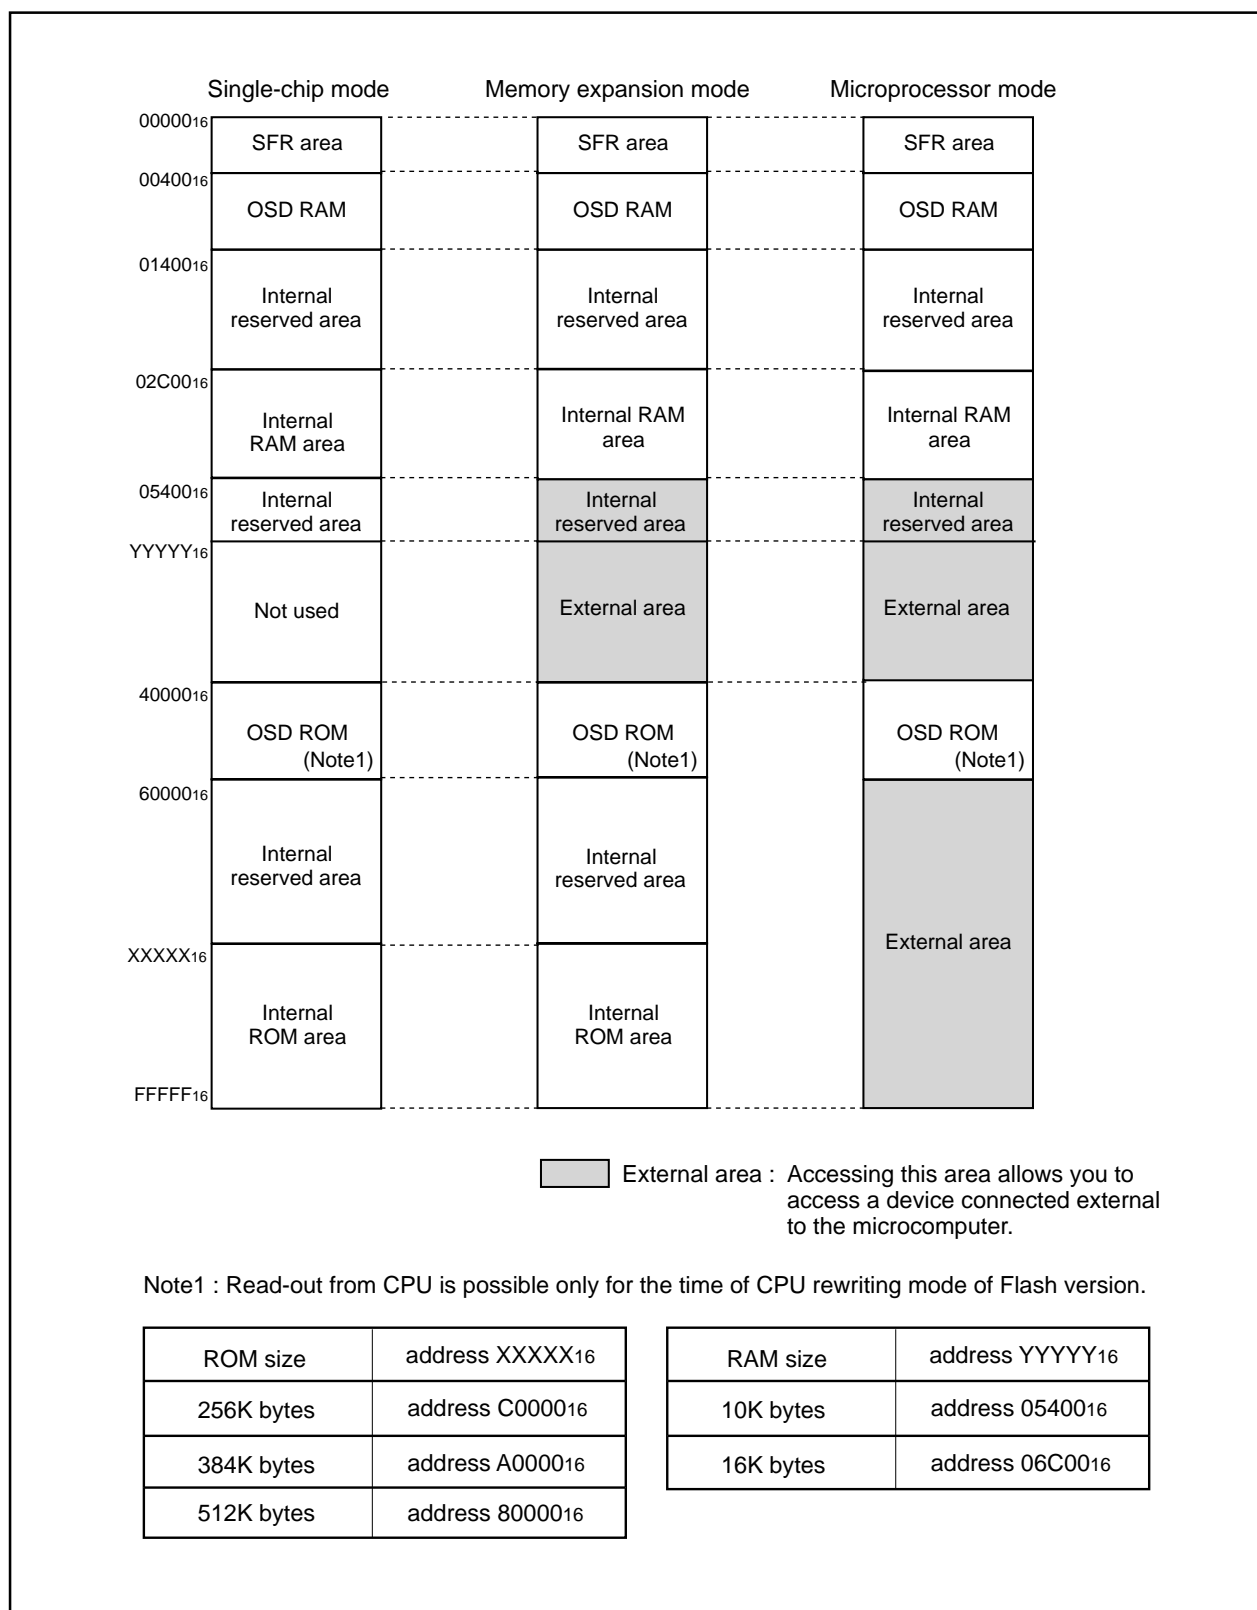 Single-chip mode Memory expansion mode Microprocessor mode
0000016
SFR area SFR area SFR area
0040016
OSD RAM OSD RAM OSD RAM
0140016
Internal Internal Internal
reserved area reserved area reserved area
02C0016
Internal RAM Internal RAM
Internal area area
RAM area
0540016
Internal Internal Internal
reserved area reserved area reserved area
YYYYY16
Not used External area External area
4000016
OSD ROM OSD ROM OSD ROM
(Note1) (Note1) (Note1)
6000016
Internal Internal
reserved area reserved area
External area
XXXXX16
Internal Internal
ROM area ROM area
FFFFF16
External area : Accessing this area allows you to
access a device connected external
to the microcomputer.
Note1 : Read-out from CPU is possible only for the time of CPU rewriting mode of Flash version.
ROM size address XXXXX16
256K bytes address C000016
384K bytes address A000016
512K bytes address 8000016
RAM size address YYYYY16
10K bytes address 0540016
16K bytes address 06C0016